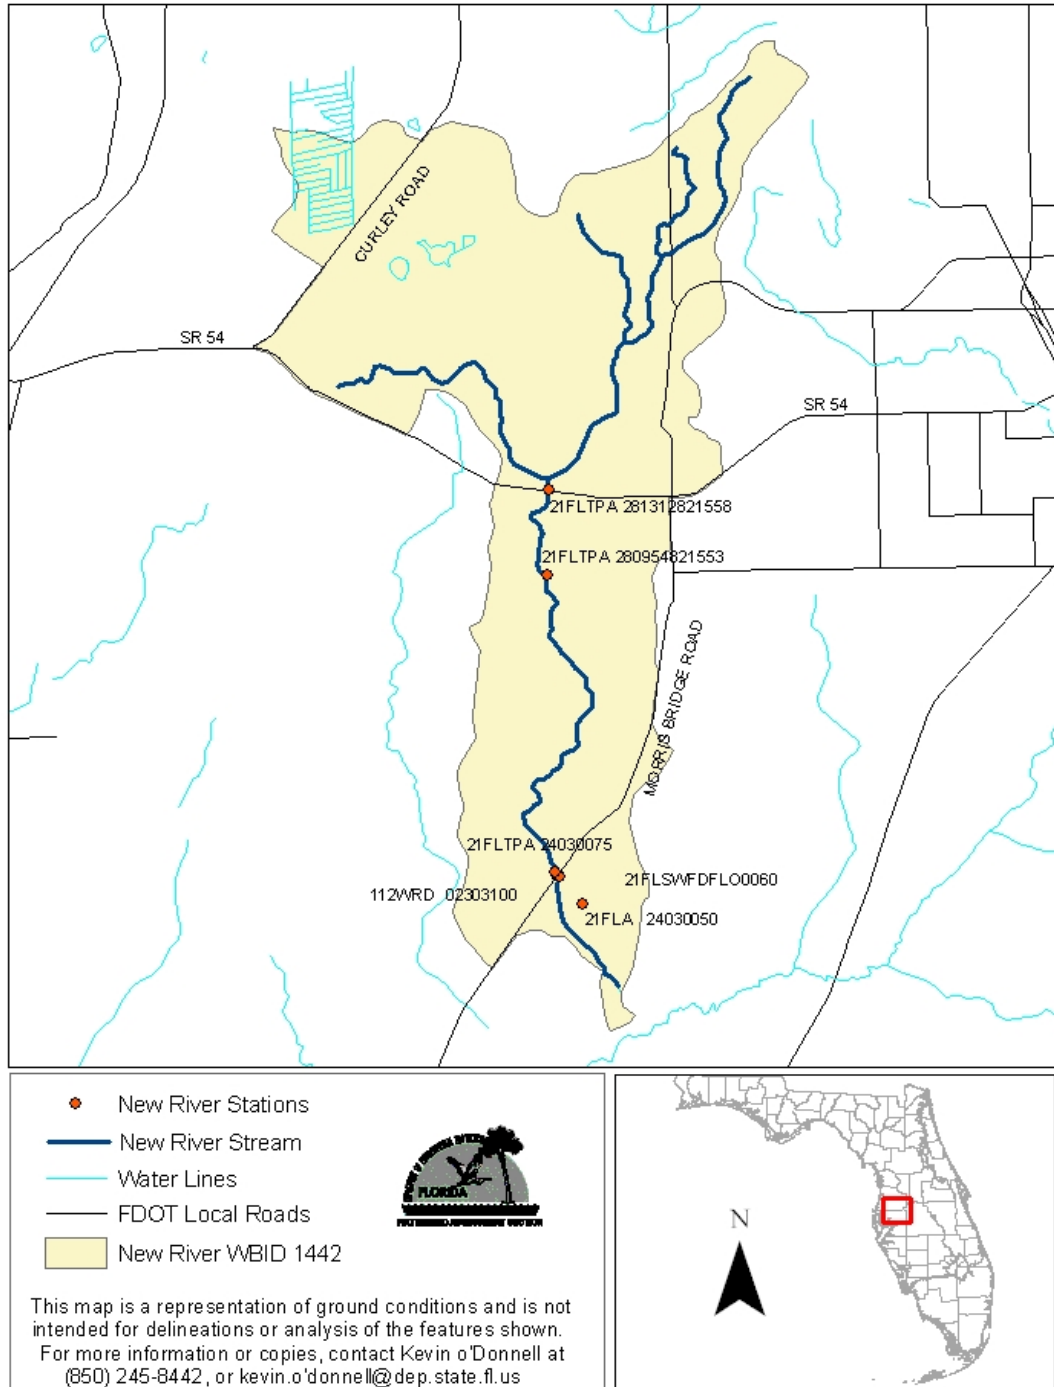 CURLEY ROAD
SR 54
SR 54
21FLTPA 281312821558
21FLTPA 280954821553
MORRIS BRIDGE ROAD
21FLTPA 24030075
112WRD 02303100
21FLSWFDFLO0060
21FLA 24030050
New River Stations
New River Stream
Water Lines
FDOT Local Roads
New River WBID 1442
FLORIDA
This map is a representation of ground conditions and is not
intended for delineations or analysis of the features shown.
For more information or copies, contact Kevin o'Donnell at
(850) 245-8442, or kevin.o'donnell@dep.state.fl.us
N